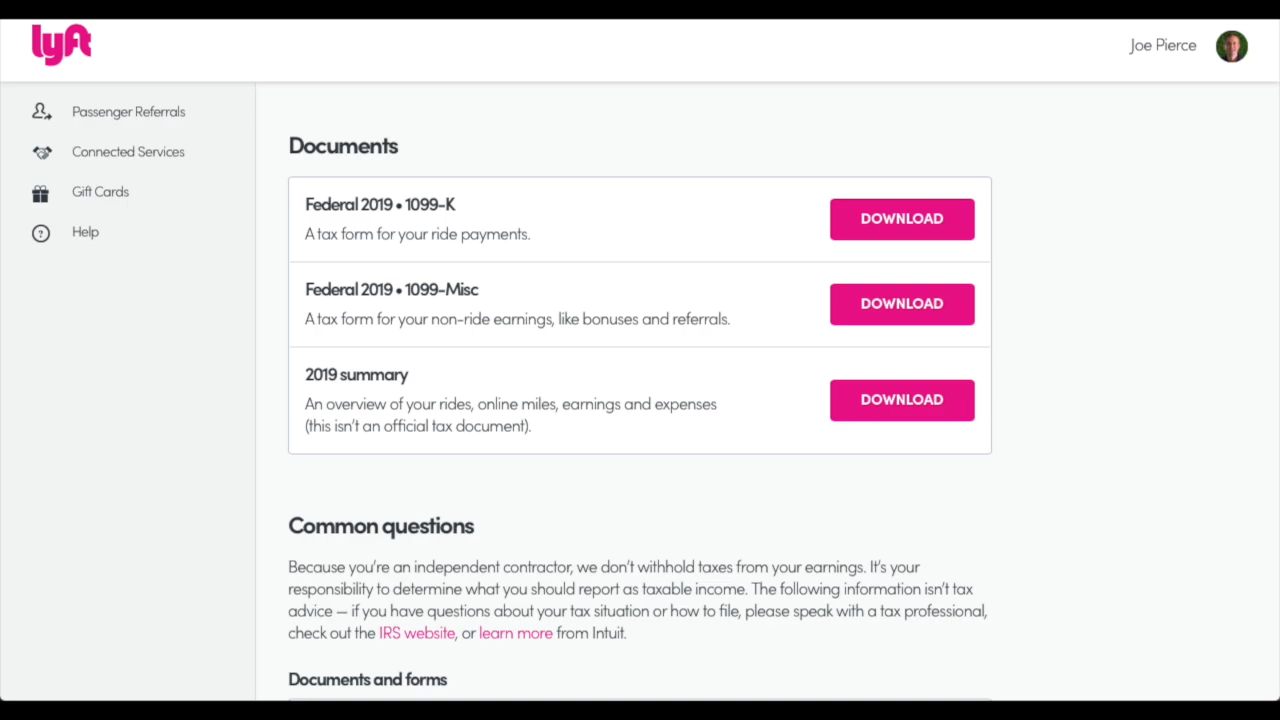 lyft
Joe Pierce
Passenger Referrals
Connected Services
Gift Cards
Help
Documents
Federal 2019 • 1099-K
A tax form for your ride payments.
DOWNLOAD
Federal 2019 • 1099-Misc
A tax form for your non-ride earnings, like bonuses and referrals.
DOWNLOAD
2019 summary
An overview of your rides, online miles, earnings and expenses
(this isn't an official tax document).
DOWNLOAD
Common questions
Because you're an independent contractor, we don't withhold taxes from your earnings. It's your
responsibility to determine what you should report as taxable income. The following information isn't tax
advice — if you have questions about your tax situation or how to file, please speak with a tax professional,
check out the IRS website, or learn more from Intuit.
Documents and forms